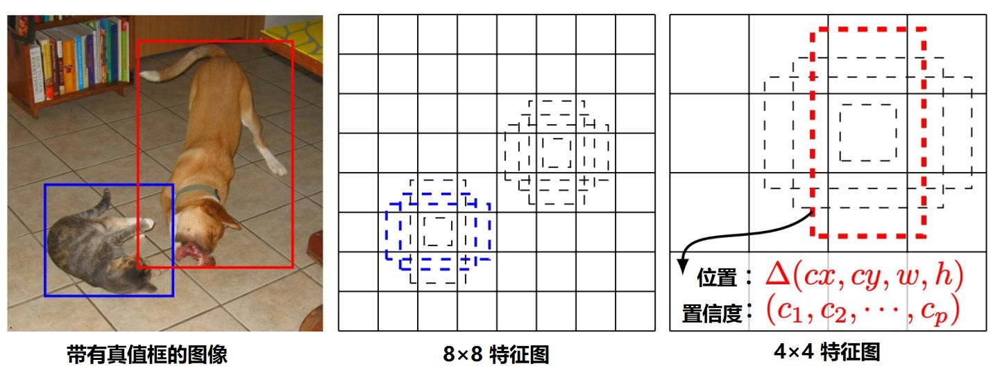 位置：Δ(cx, cy, w, h)
置信度：(c₁, c₂, ⋯, cₚ)
带有真值框的图像
8×8 特征图
4×4 特征图